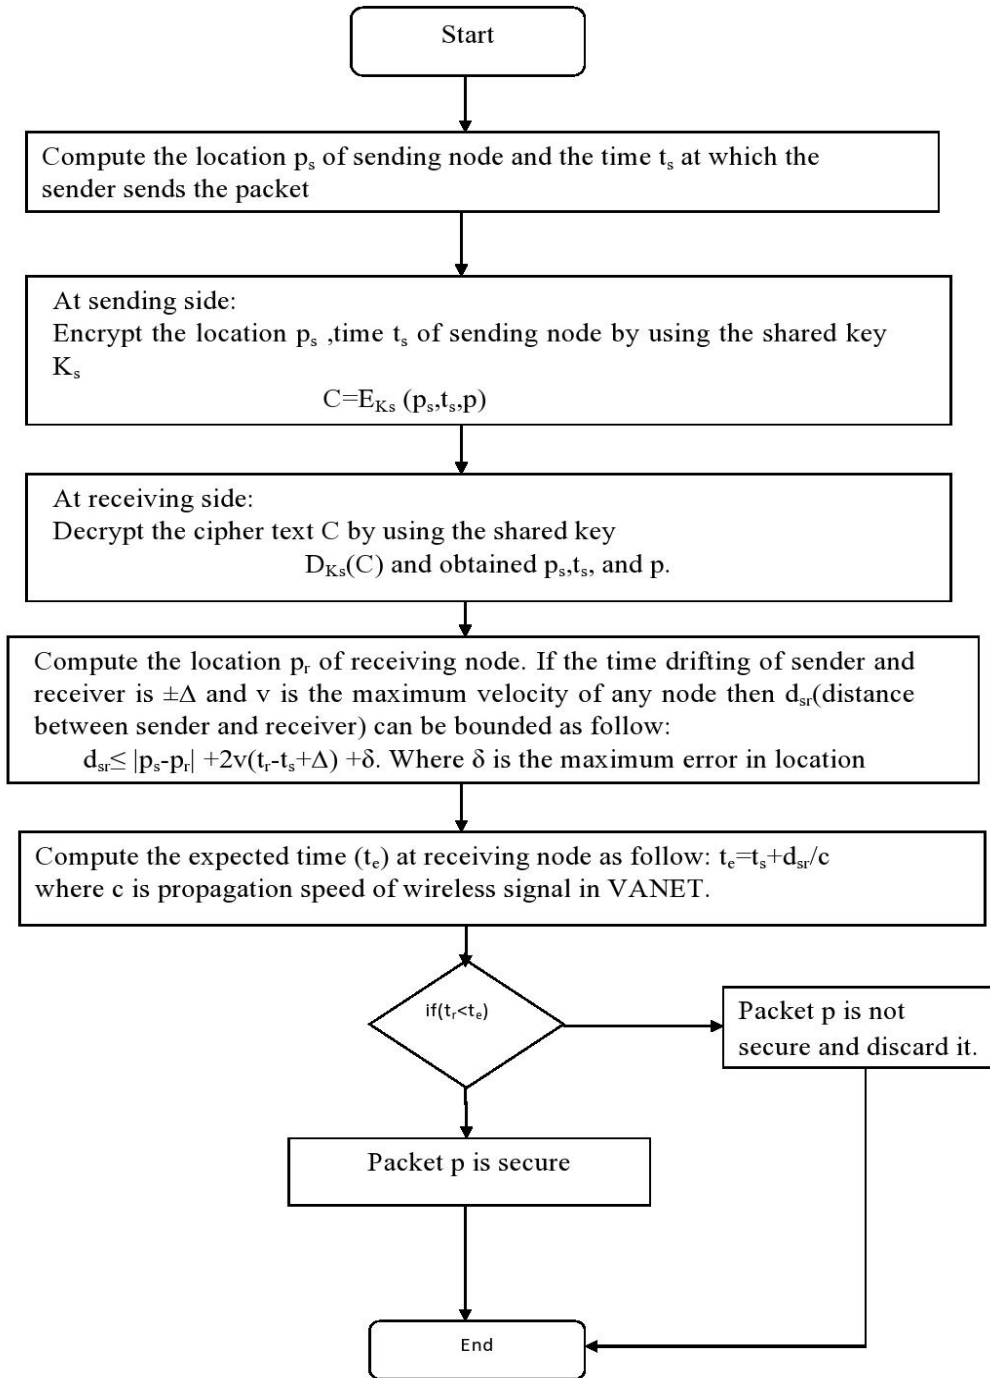 Start
Compute the location pₛ of sending node and the time tₛ at which the
sender sends the packet
At sending side:
Encrypt the location pₛ ,time tₛ of sending node by using the shared key
Kₛ
C=E_Ks (pₛ,tₛ,p)
At receiving side:
Decrypt the cipher text C by using the shared key
D_Ks(C) and obtained pₛ,tₛ, and p.
Compute the location pᵣ of receiving node. If the time drifting of sender and
receiver is ±Δ and v is the maximum velocity of any node then dₛᵣ(distance
between sender and receiver) can be bounded as follow:
dₛᵣ≤ |pₛ-pᵣ| +2v(tᵣ-tₛ+Δ) +δ. Where δ is the maximum error in location
Compute the expected time (tₑ) at receiving node as follow: tₑ=tₛ+dₛᵣ/c
where c is propagation speed of wireless signal in VANET.
if(tᵣ<tₑ)
Packet p is not
secure and discard it.
Packet p is secure
End